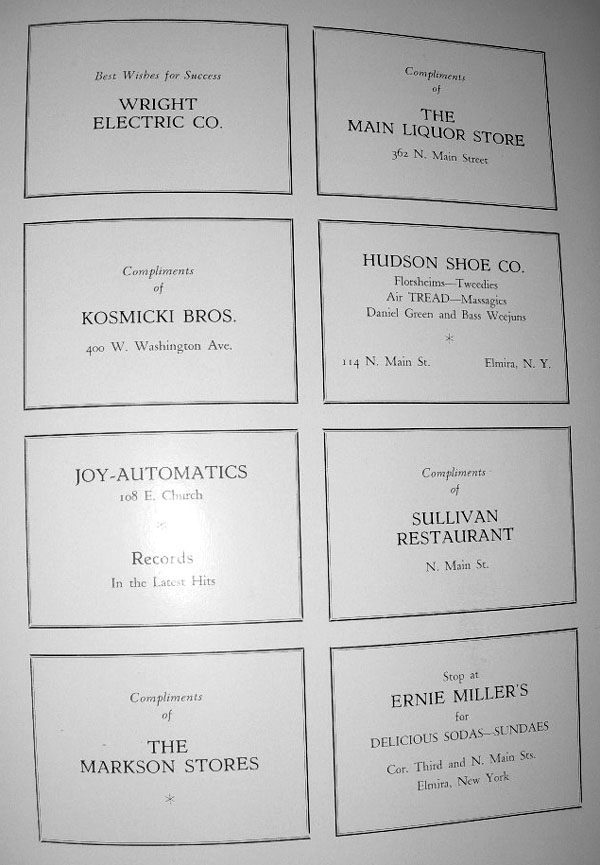 Best Wishes for Success
WRIGHT
ELECTRIC CO.
Compliments
of
THE
MAIN LIQUOR STORE
362 N. Main Street
Compliments
of
KOSMICKI BROS.
400 W. Washington Ave.
HUDSON SHOE CO.
Florsheims—Tweedies
Air TREAD—Massagics
Daniel Green and Bass Weejuns
*
114 N. Main St. Elmira, N. Y.
JOY-AUTOMATICS
108 E. Church
*
Records
In the Latest Hits
Compliments
of
SULLIVAN
RESTAURANT
N. Main St.
Compliments
of
THE
MARKSON STORES
*
Stop at
ERNIE MILLER'S
for
DELICIOUS SODAS—SUNDAES
Cor. Third and N. Main Sts.
Elmira, New York